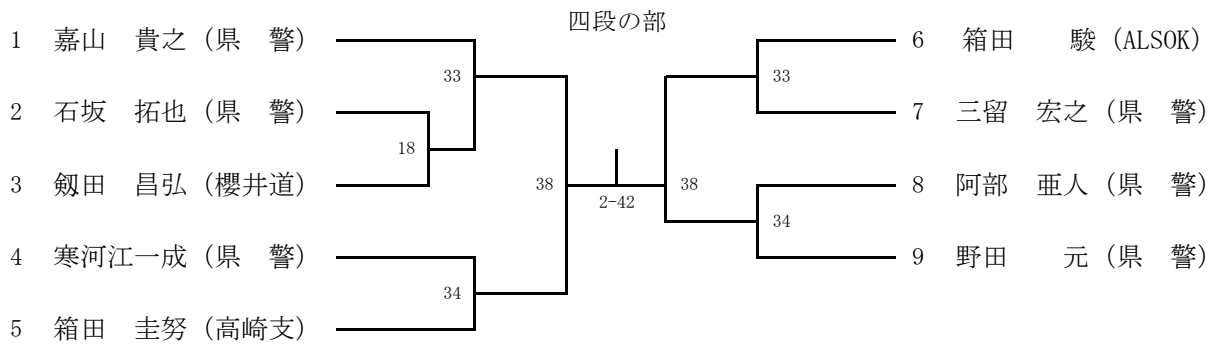 四段の部
1 嘉山 貴之 (県 警)
33
2 石坂 拓也 (県 警)
18
3 剱田 昌弘 (櫻井道)
38
4 寒河江一成 (県 警)
34
5 箱田 圭努 (高崎支)
2-42
6 箱田 駿 (ALSOK)
33
7 三留 宏之 (県 警)
38
8 阿部 亜人 (県 警)
34
9 野田 元 (県 警)